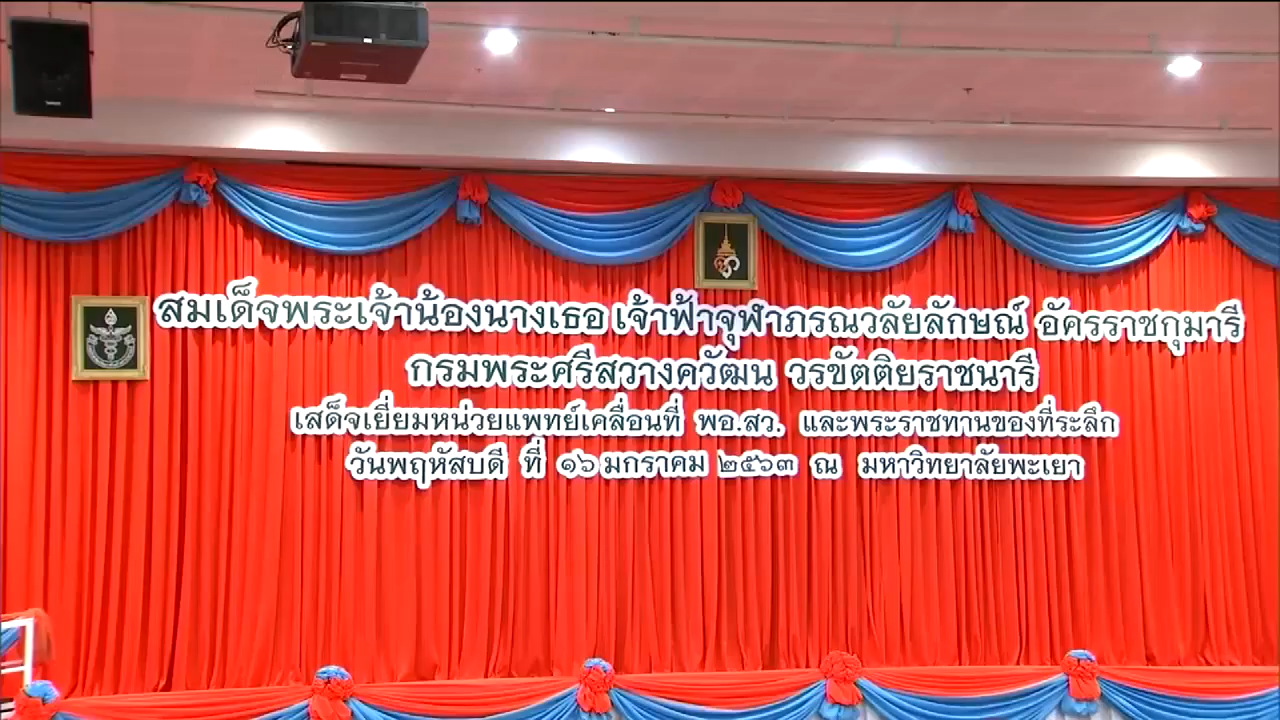 สมเด็จพระเจ้าน้องนางเธอ เจ้าฟ้าจุฬาภรณวลัยลักษณ์ อัครราชกุมารี
กรมพระศรีสวางควัฒน วรขัตติยราชนารี
เสด็จเยี่ยมหน่วยแพทย์เคลื่อนที่ พอ.สว. และพระราชทานของที่ระลึก
วันพฤหัสบดี ที่ ๑๖ มกราคม ๒๕๖๓ ณ มหาวิทยาลัยพะเยา